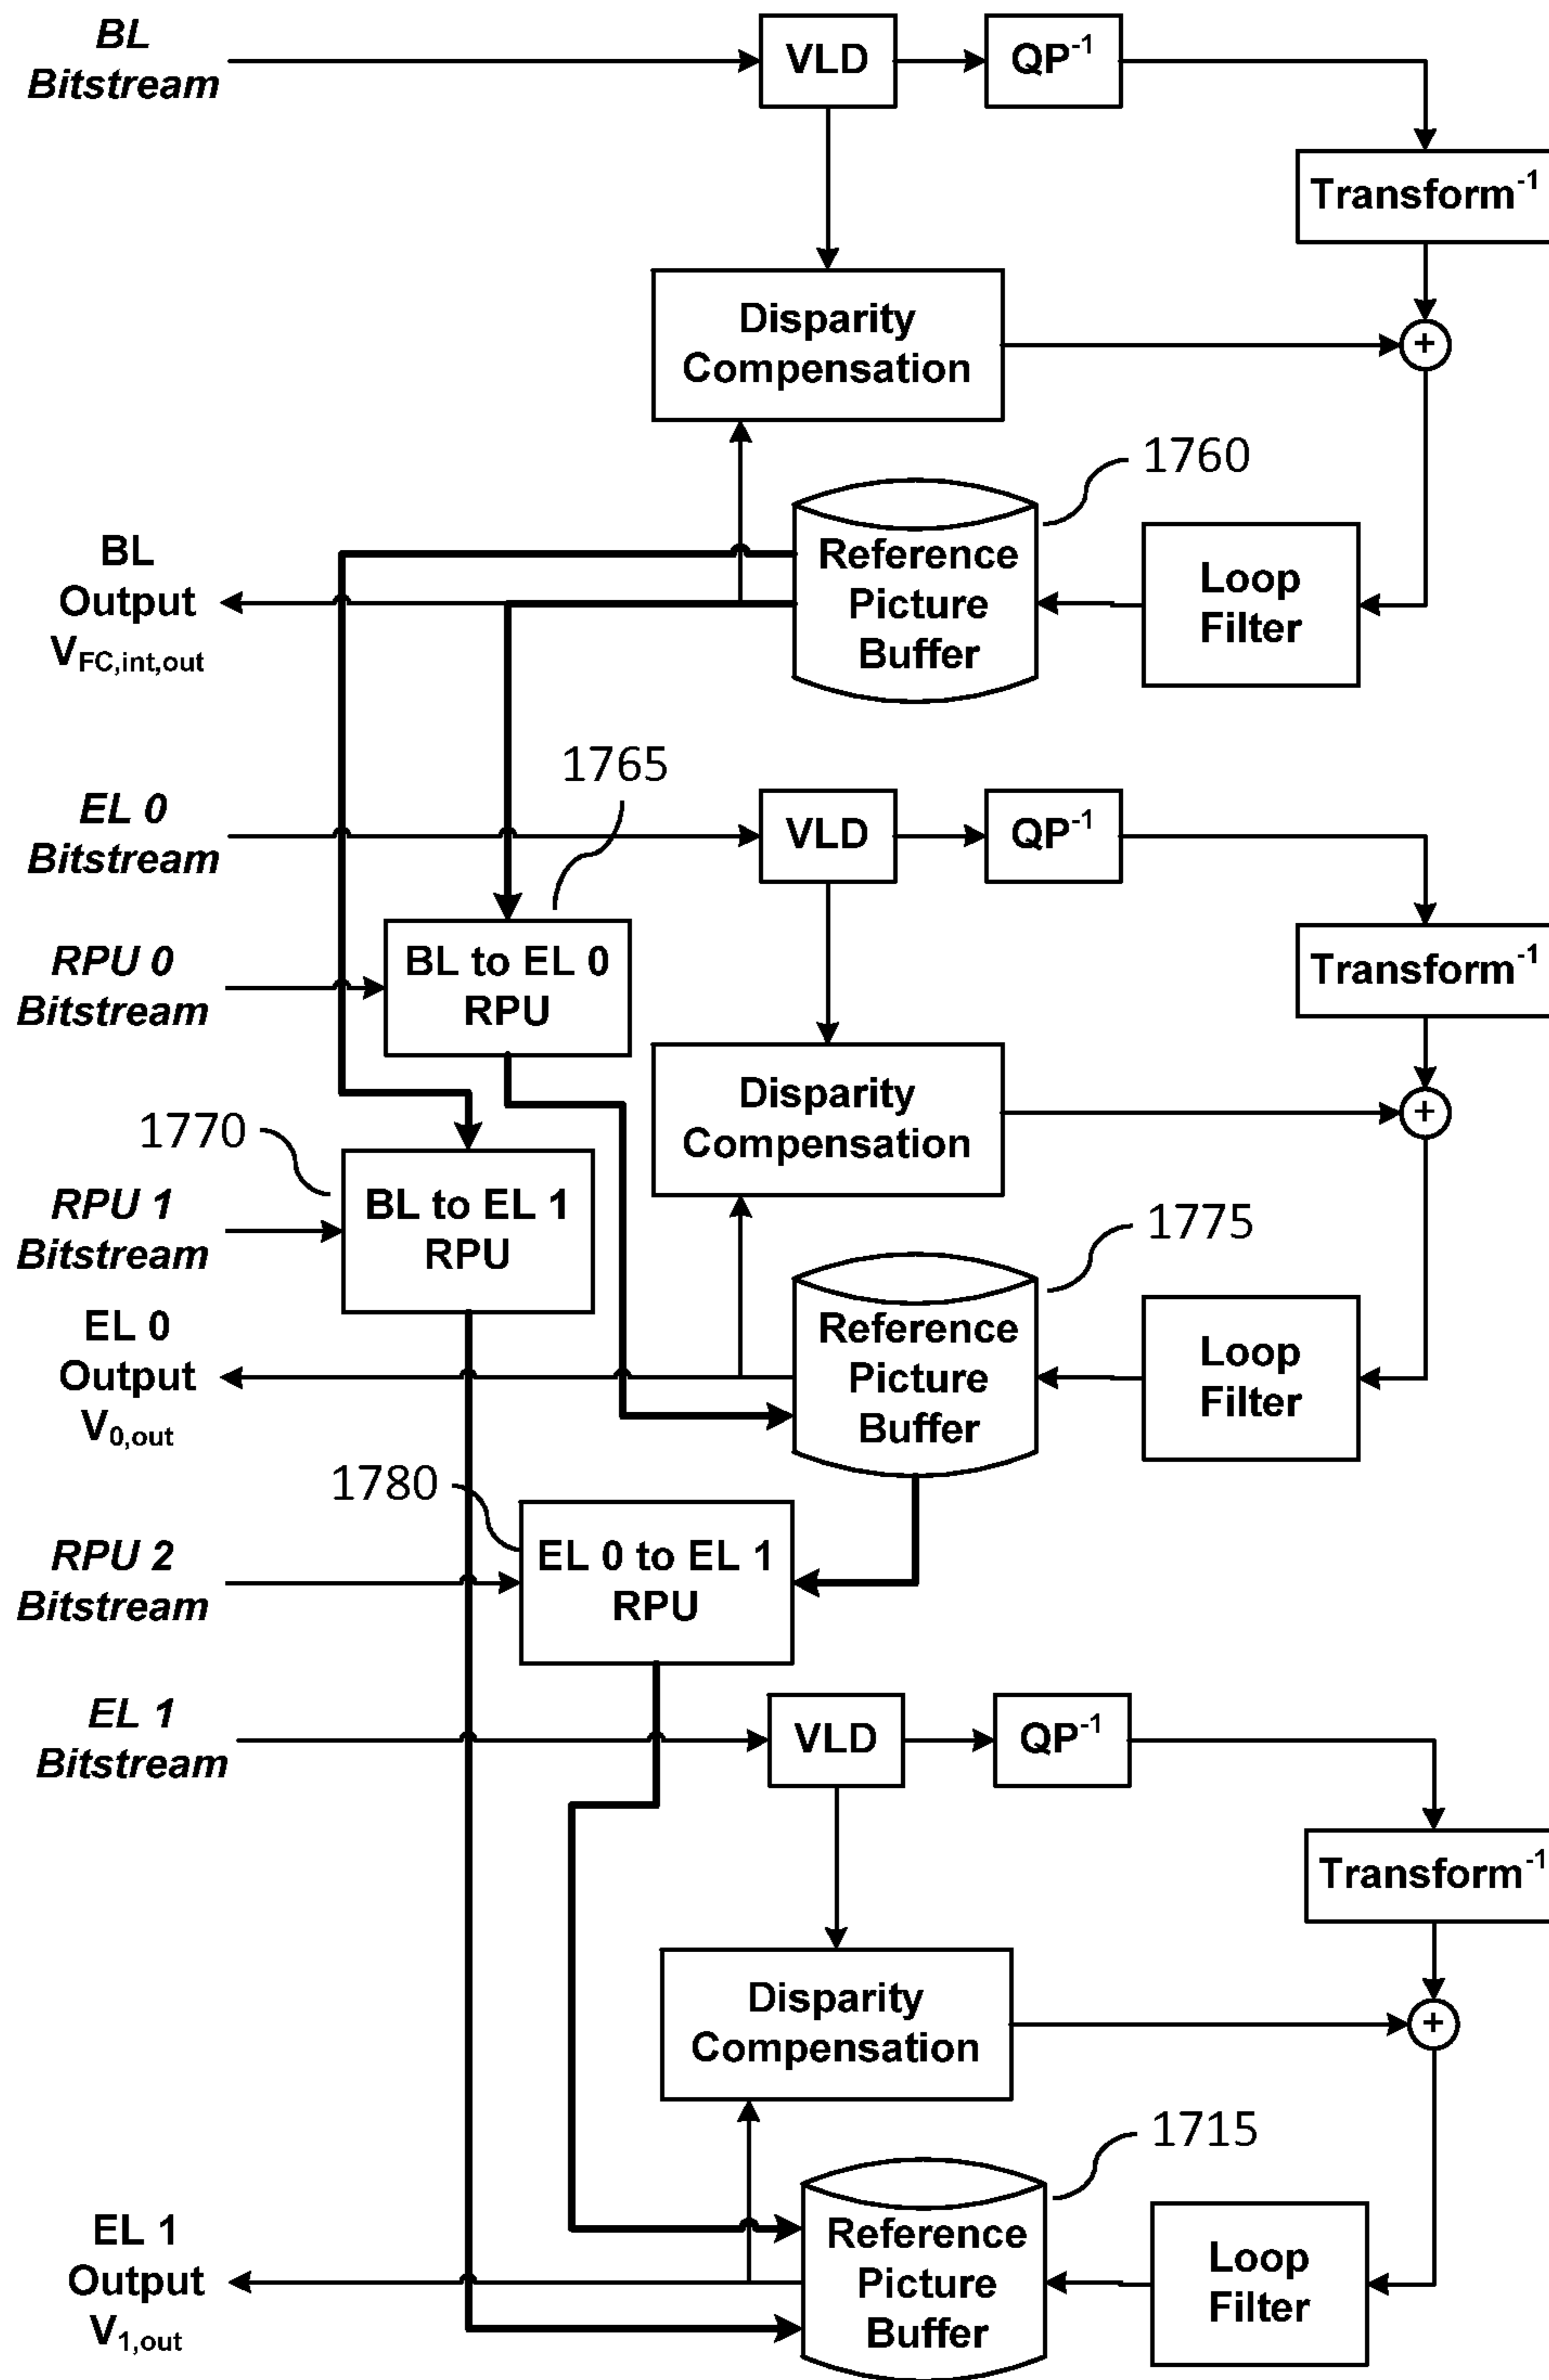 BL
Bitstream
VLD
QP⁻¹
Transform⁻¹
Disparity
Compensation
+
1760
BL
Output
V_FC,int,out
Reference
Picture
Buffer
Loop
Filter
1765
EL 0
Bitstream
VLD
QP⁻¹
RPU 0
Bitstream
BL to EL 0
RPU
Transform⁻¹
Disparity
Compensation
+
1770
RPU 1
Bitstream
BL to EL 1
RPU
1775
EL 0
Output
V_0,out
Reference
Picture
Buffer
Loop
Filter
1780
RPU 2
Bitstream
EL 0 to EL 1
RPU
EL 1
Bitstream
VLD
QP⁻¹
Transform⁻¹
Disparity
Compensation
+
1715
EL 1
Output
V_1,out
Reference
Picture
Buffer
Loop
Filter